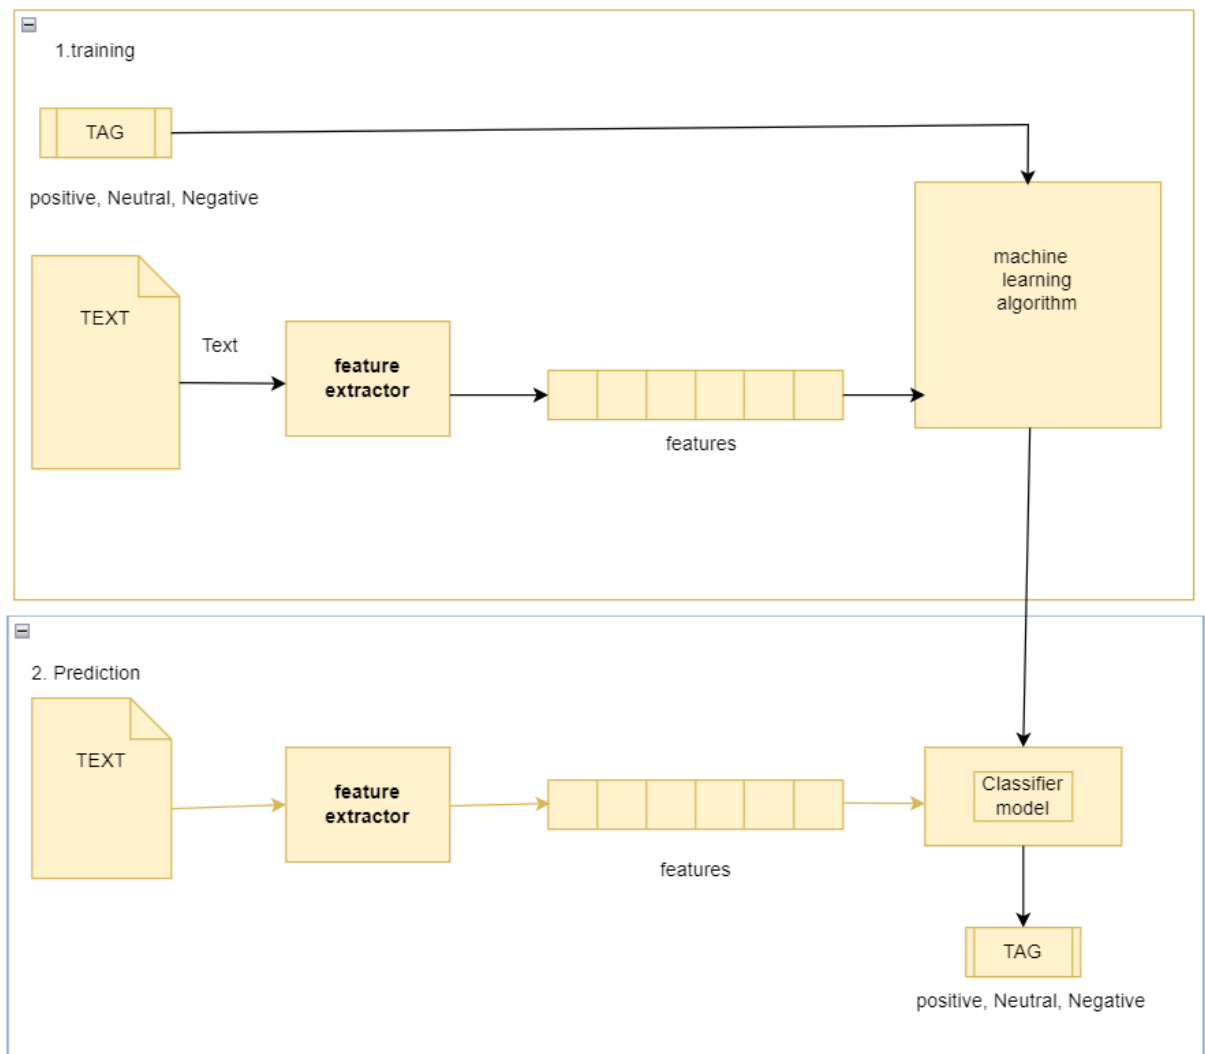 1.training
TAG
positive, Neutral, Negative
TEXT
Text
feature
extractor
features
machine
learning
algorithm
2. Prediction
TEXT
feature
extractor
features
Classifier
model
TAG
positive, Neutral, Negative